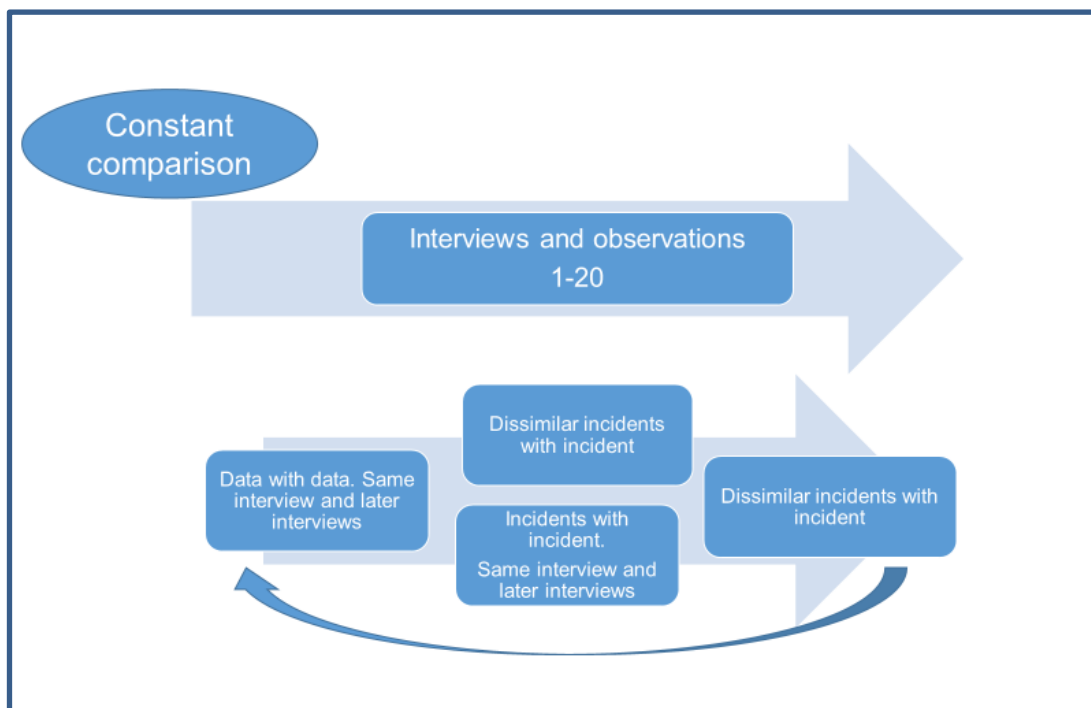 Constant
comparison
Interviews and observations
1-20
Dissimilar incidents
with incident
Data with data. Same
interview and later
interviews
Incidents with
incident.
Same interview and
later interviews
Dissimilar incidents with
incident